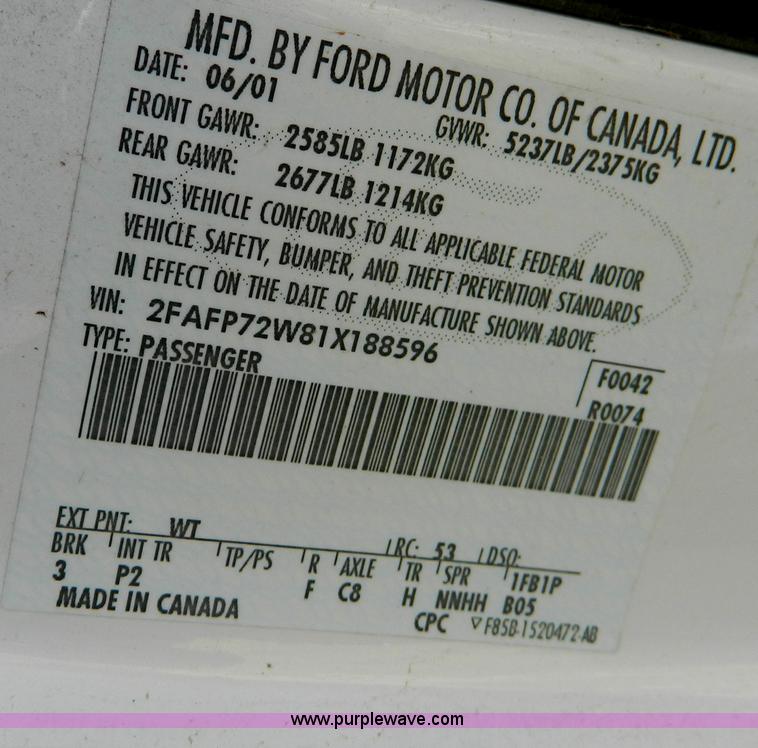 MFD. BY FORD MOTOR CO. OF CANADA, LTD.
DATE: 06/01
GVWR: 5237LB/2375KG
FRONT GAWR: 2585LB 1172KG
REAR GAWR: 2677LB 1214KG
THIS VEHICLE CONFORMS TO ALL APPLICABLE FEDERAL MOTOR
VEHICLE SAFETY, BUMPER, AND THEFT PREVENTION STANDARDS
IN EFFECT ON THE DATE OF MANUFACTURE SHOWN ABOVE.
VIN: 2FAFP72W81X188596
TYPE: PASSENGER
F0042
R0074
EXT PNT: WT RC: 53 DSO:
BRK INT TR TP/PS R AXLE TR SPR 1FB1P
3 P2 F C8 H NNHH B05
MADE IN CANADA
CPC ▽F85B-1520472-AB
www.purplewave.com